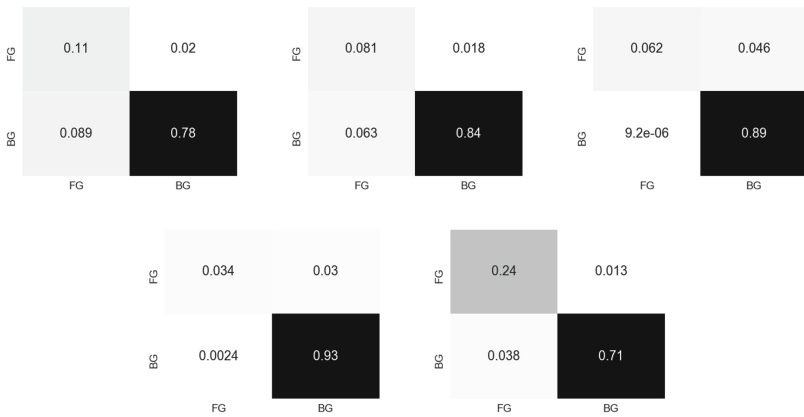 FG 0.11 0.02 FG 0.081 0.018 FG 0.062 0.046
BG 0.089 0.78 BG 0.063 0.84 BG 9.2e-06 0.89
FG BG FG BG FG BG
FG 0.034 0.03 FG 0.24 0.013
BG 0.0024 0.93 BG 0.038 0.71
FG BG FG BG